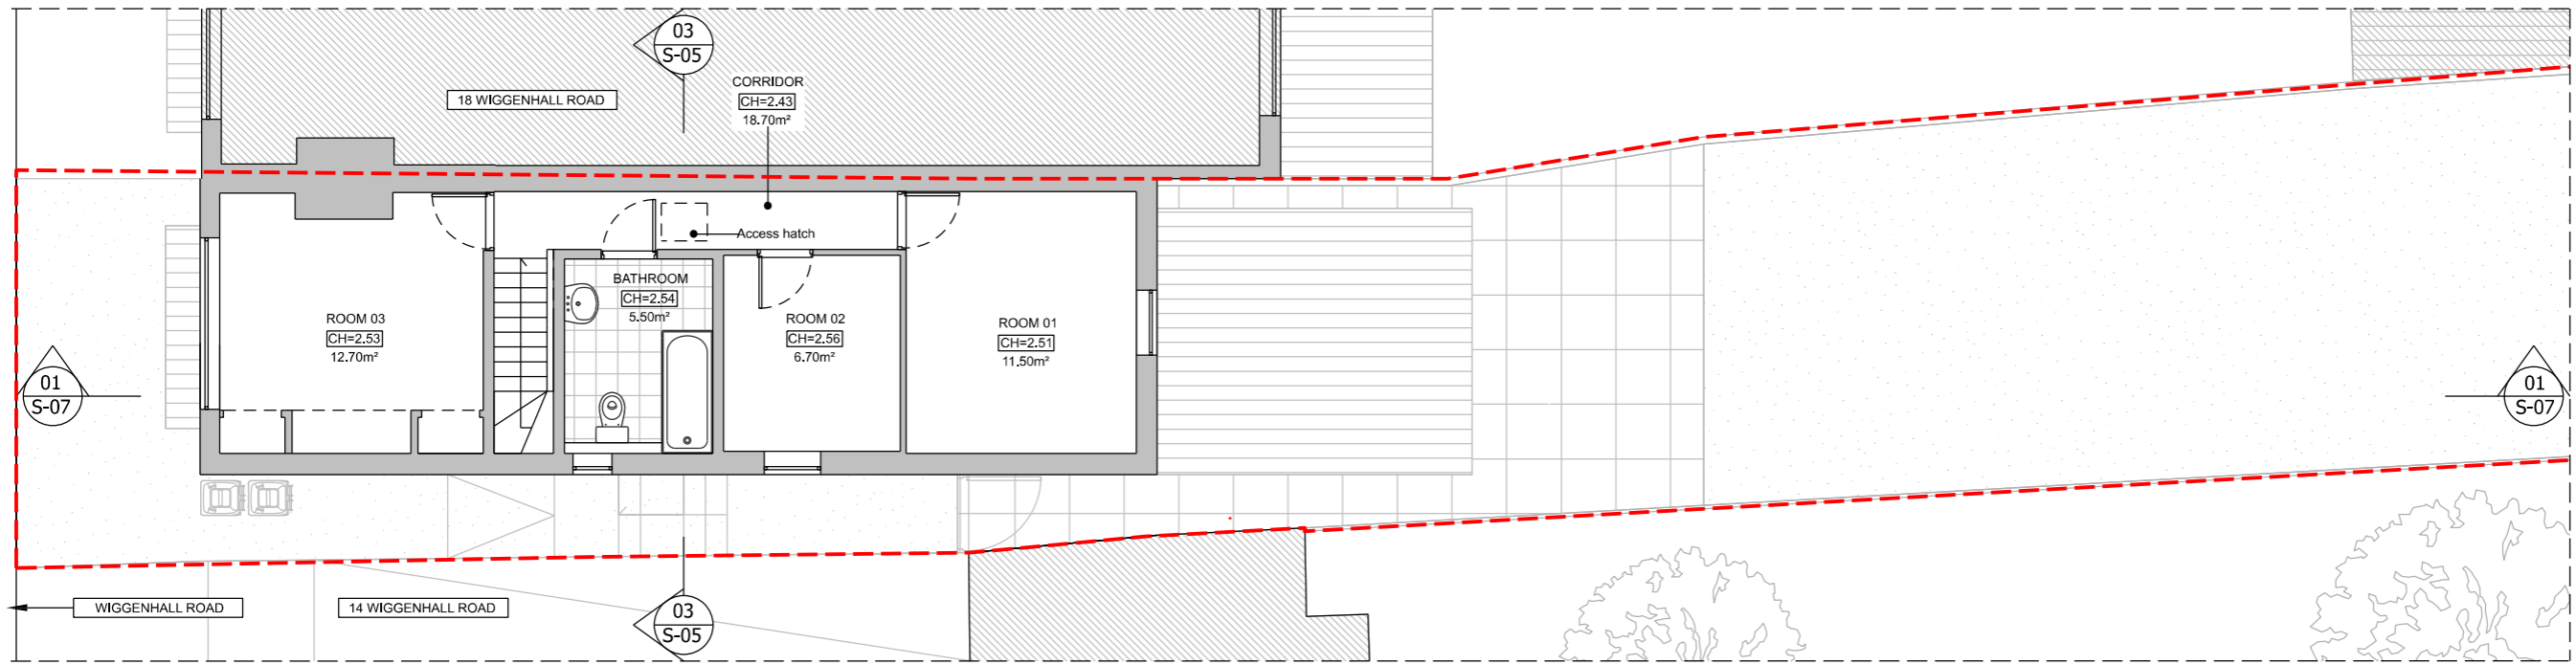 03
S-05
CORRIDOR
CH=2.43
18.70m²
18 WIGGENHALL ROAD
Access hatch
BATHROOM
CH=2.54
5.50m²
ROOM 03
CH=2.53
12.70m²
ROOM 02
CH=2.56
6.70m²
ROOM 01
CH=2.51
11.50m²
01
S-07
01
S-07
WIGGENHALL ROAD
14 WIGGENHALL ROAD
03
S-05